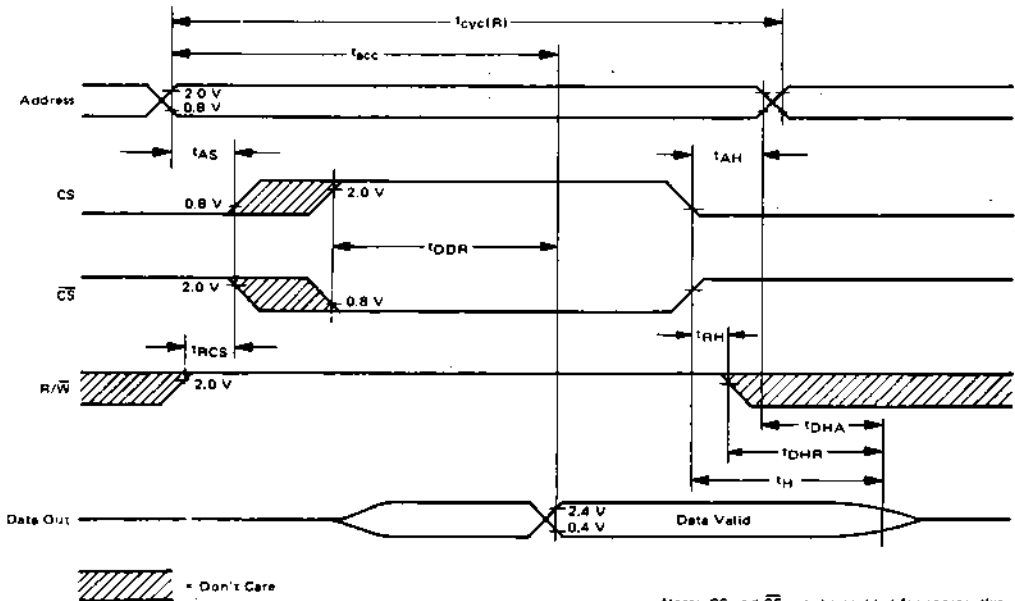 tcyc(R)
tacc
Address
2.0 V
0.8 V
tAS
tAH
CS
0.8 V
2.0 V
tDDR
CS
2.0 V
0.8 V
tRCS
tRH
R/W
2.0 V
tDHA
tDHR
tH
Data Out
2.4 V
0.4 V
Data Valid
= Don't Care